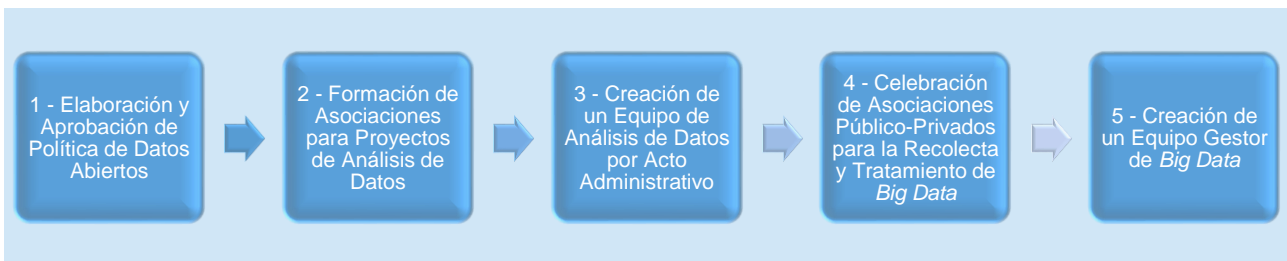 1 - Elaboración y
Aprobación de
Política de Datos
Abiertos
2 - Formación de
Asociaciones
para Proyectos
de Análisis de
Datos
3 - Creación de
un Equipo de
Análisis de Datos
por Acto
Administrativo
4 - Celebración
de Asociaciones
Público-Privados
para la Recolecta
y Tratamiento de
Big Data
5 - Creación de
un Equipo Gestor
de Big Data